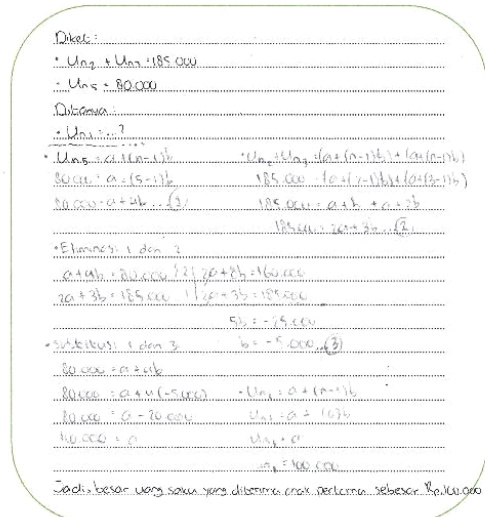 Diket :
• Un2 + Un3 = 185.000
• Un5 = 80.000
Ditanya :
• Un1 = ...?
• Un5 = a + (n-1)b
80.000 = a + (5-1)b
80.000 = a + 4b ... (1)
• Un2 + Un3 = (a + (n-1)b) + (a + (n-1)b)
185.000 = (a + (2-1)b) + (a + (3-1)b)
185.000 = a + b + a + 2b
185.000 = 2a + 3b ... (2)
• Eliminasi 1 dan 2
a + 4b = 80.000 |2| 2a + 8b = 160.000
2a + 3b = 185.000 |1| 2a + 3b = 185.000
5b = -25.000
b = -5.000 ... (3)
• Substitusi 1 dan 3
80.000 = a + 4b
80.000 = a + 4(-5.000)
80.000 = a - 20.000
100.000 = a
• Un1 = a + (n-1)b
Un1 = a + (0)b
Un1 = a
Un1 = 100.000
Jadi, besar uang saku yang diterima anak pertama sebesar Rp.100.000